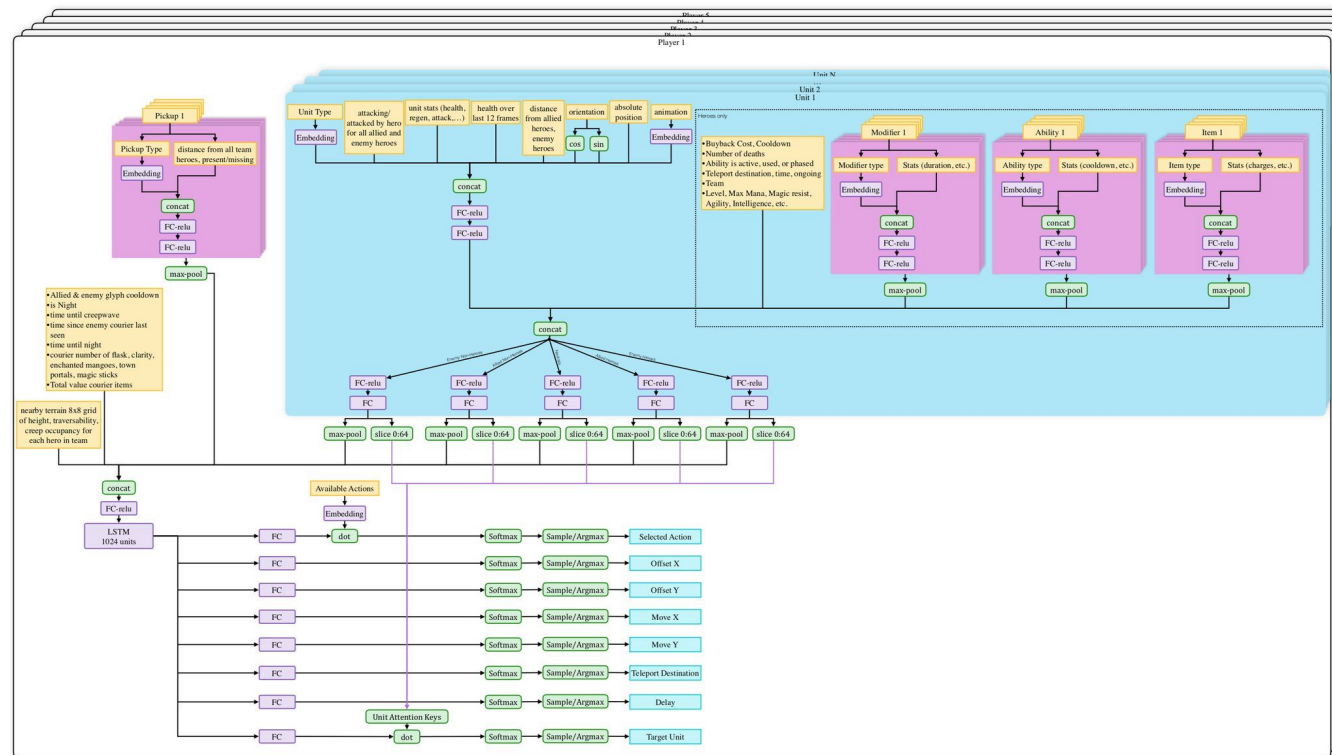 Player 5
Player 4
Player 3
Player 2
Player 1
Unit N
Unit 2
Unit 1
Pickup 1
Pickup Type
distance from all team
heroes, present/missing
Embedding
concat
FC-relu
FC-relu
max-pool
Unit Type
Embedding
attacking/
attacked by hero
for all allied and
enemy heroes
unit stats (health,
regen, attack,…)
health over
last 12 frames
distance
from allied
heroes,
enemy
heroes
orientation
cos
sin
absolute
position
animation
Embedding
concat
FC-relu
FC-relu
Heroes only
•Buyback Cost, Cooldown
•Number of deaths
•Ability is active, used, or phased
•Teleport destination, time, ongoing
•Team
•Level, Max Mana, Magic resist,
Agility, Intelligence, etc.
Modifier 1
Modifier type
Stats (duration, etc.)
Embedding
concat
FC-relu
FC-relu
max-pool
Ability 1
Ability type
Stats (cooldown, etc.)
Embedding
concat
FC-relu
FC-relu
max-pool
Item 1
Item type
Stats (charges, etc.)
Embedding
concat
FC-relu
FC-relu
max-pool
•Allied & enemy glyph cooldown
•is Night
•time until creepwave
•time since enemy courier last
seen
•time until night
•courier number of flask, clarity,
enchanted mangoes, town
portals, magic sticks
•Total value courier items
nearby terrain 8x8 grid
of height, traversability,
creep occupancy for
each hero in team
concat
Enemy Non-Heroes
Allied Non-Heroes
FC-relu
FC-relu
FC-relu
FC-relu
FC-relu
FC
FC
FC
FC
FC
max-pool
slice 0:64
max-pool
slice 0:64
max-pool
slice 0:64
max-pool
slice 0:64
max-pool
slice 0:64
concat
FC-relu
LSTM
1024 units
Available Actions
Embedding
FC
dot
Softmax
Sample/Argmax
Selected Action
FC
Softmax
Sample/Argmax
Offset X
FC
Softmax
Sample/Argmax
Offset Y
FC
Softmax
Sample/Argmax
Move X
FC
Softmax
Sample/Argmax
Move Y
FC
Softmax
Sample/Argmax
Teleport Destination
FC
Softmax
Sample/Argmax
Delay
Unit Attention Keys
FC
dot
Softmax
Sample/Argmax
Target Unit